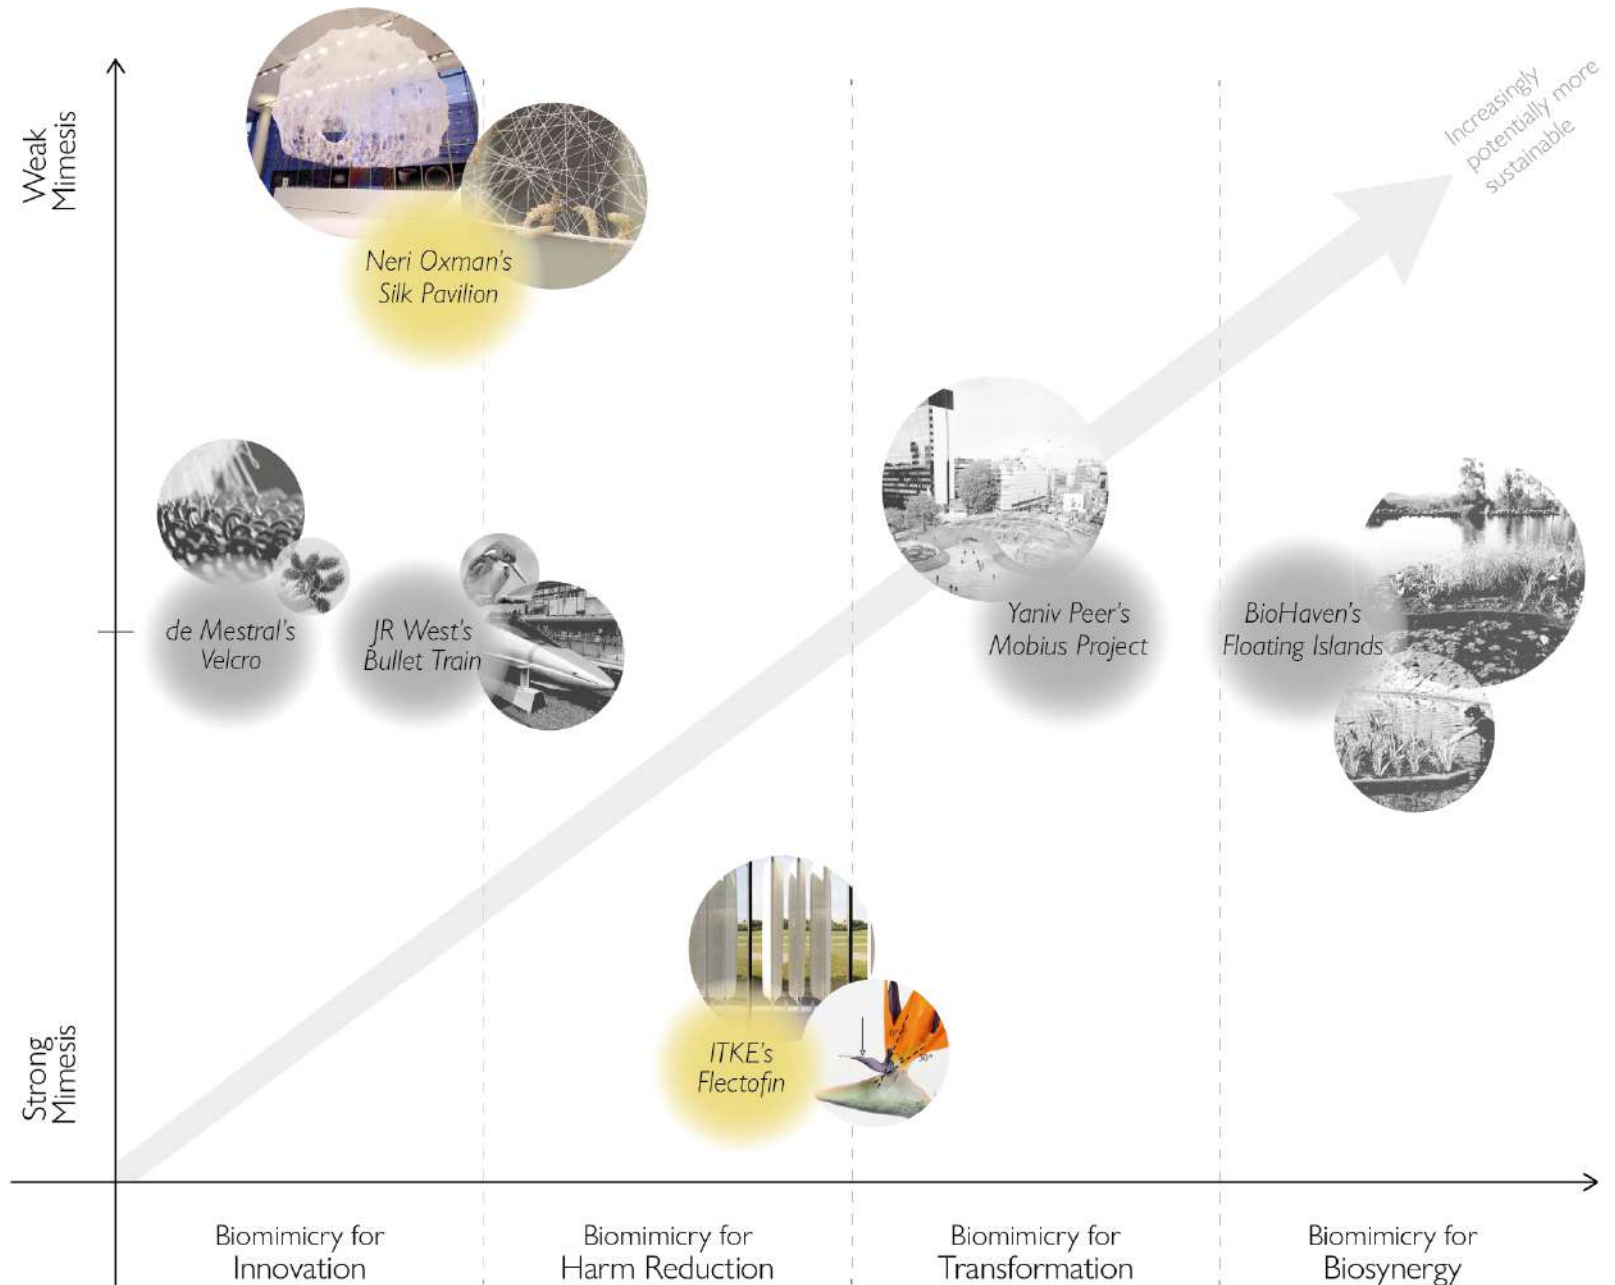 Weak
Mimesis
Increasingly
potentially more
sustainable
Neri Oxman's
Silk Pavilion
de Mestral's
Velcro
JR West's
Bullet Train
Yaniv Peer's
Mobius Project
BioHaven's
Floating Islands
ITKE's
Flectofin
Strong
Mimesis
Biomimicry for
Innovation
Biomimicry for
Harm Reduction
Biomimicry for
Transformation
Biomimicry for
Biosynergy